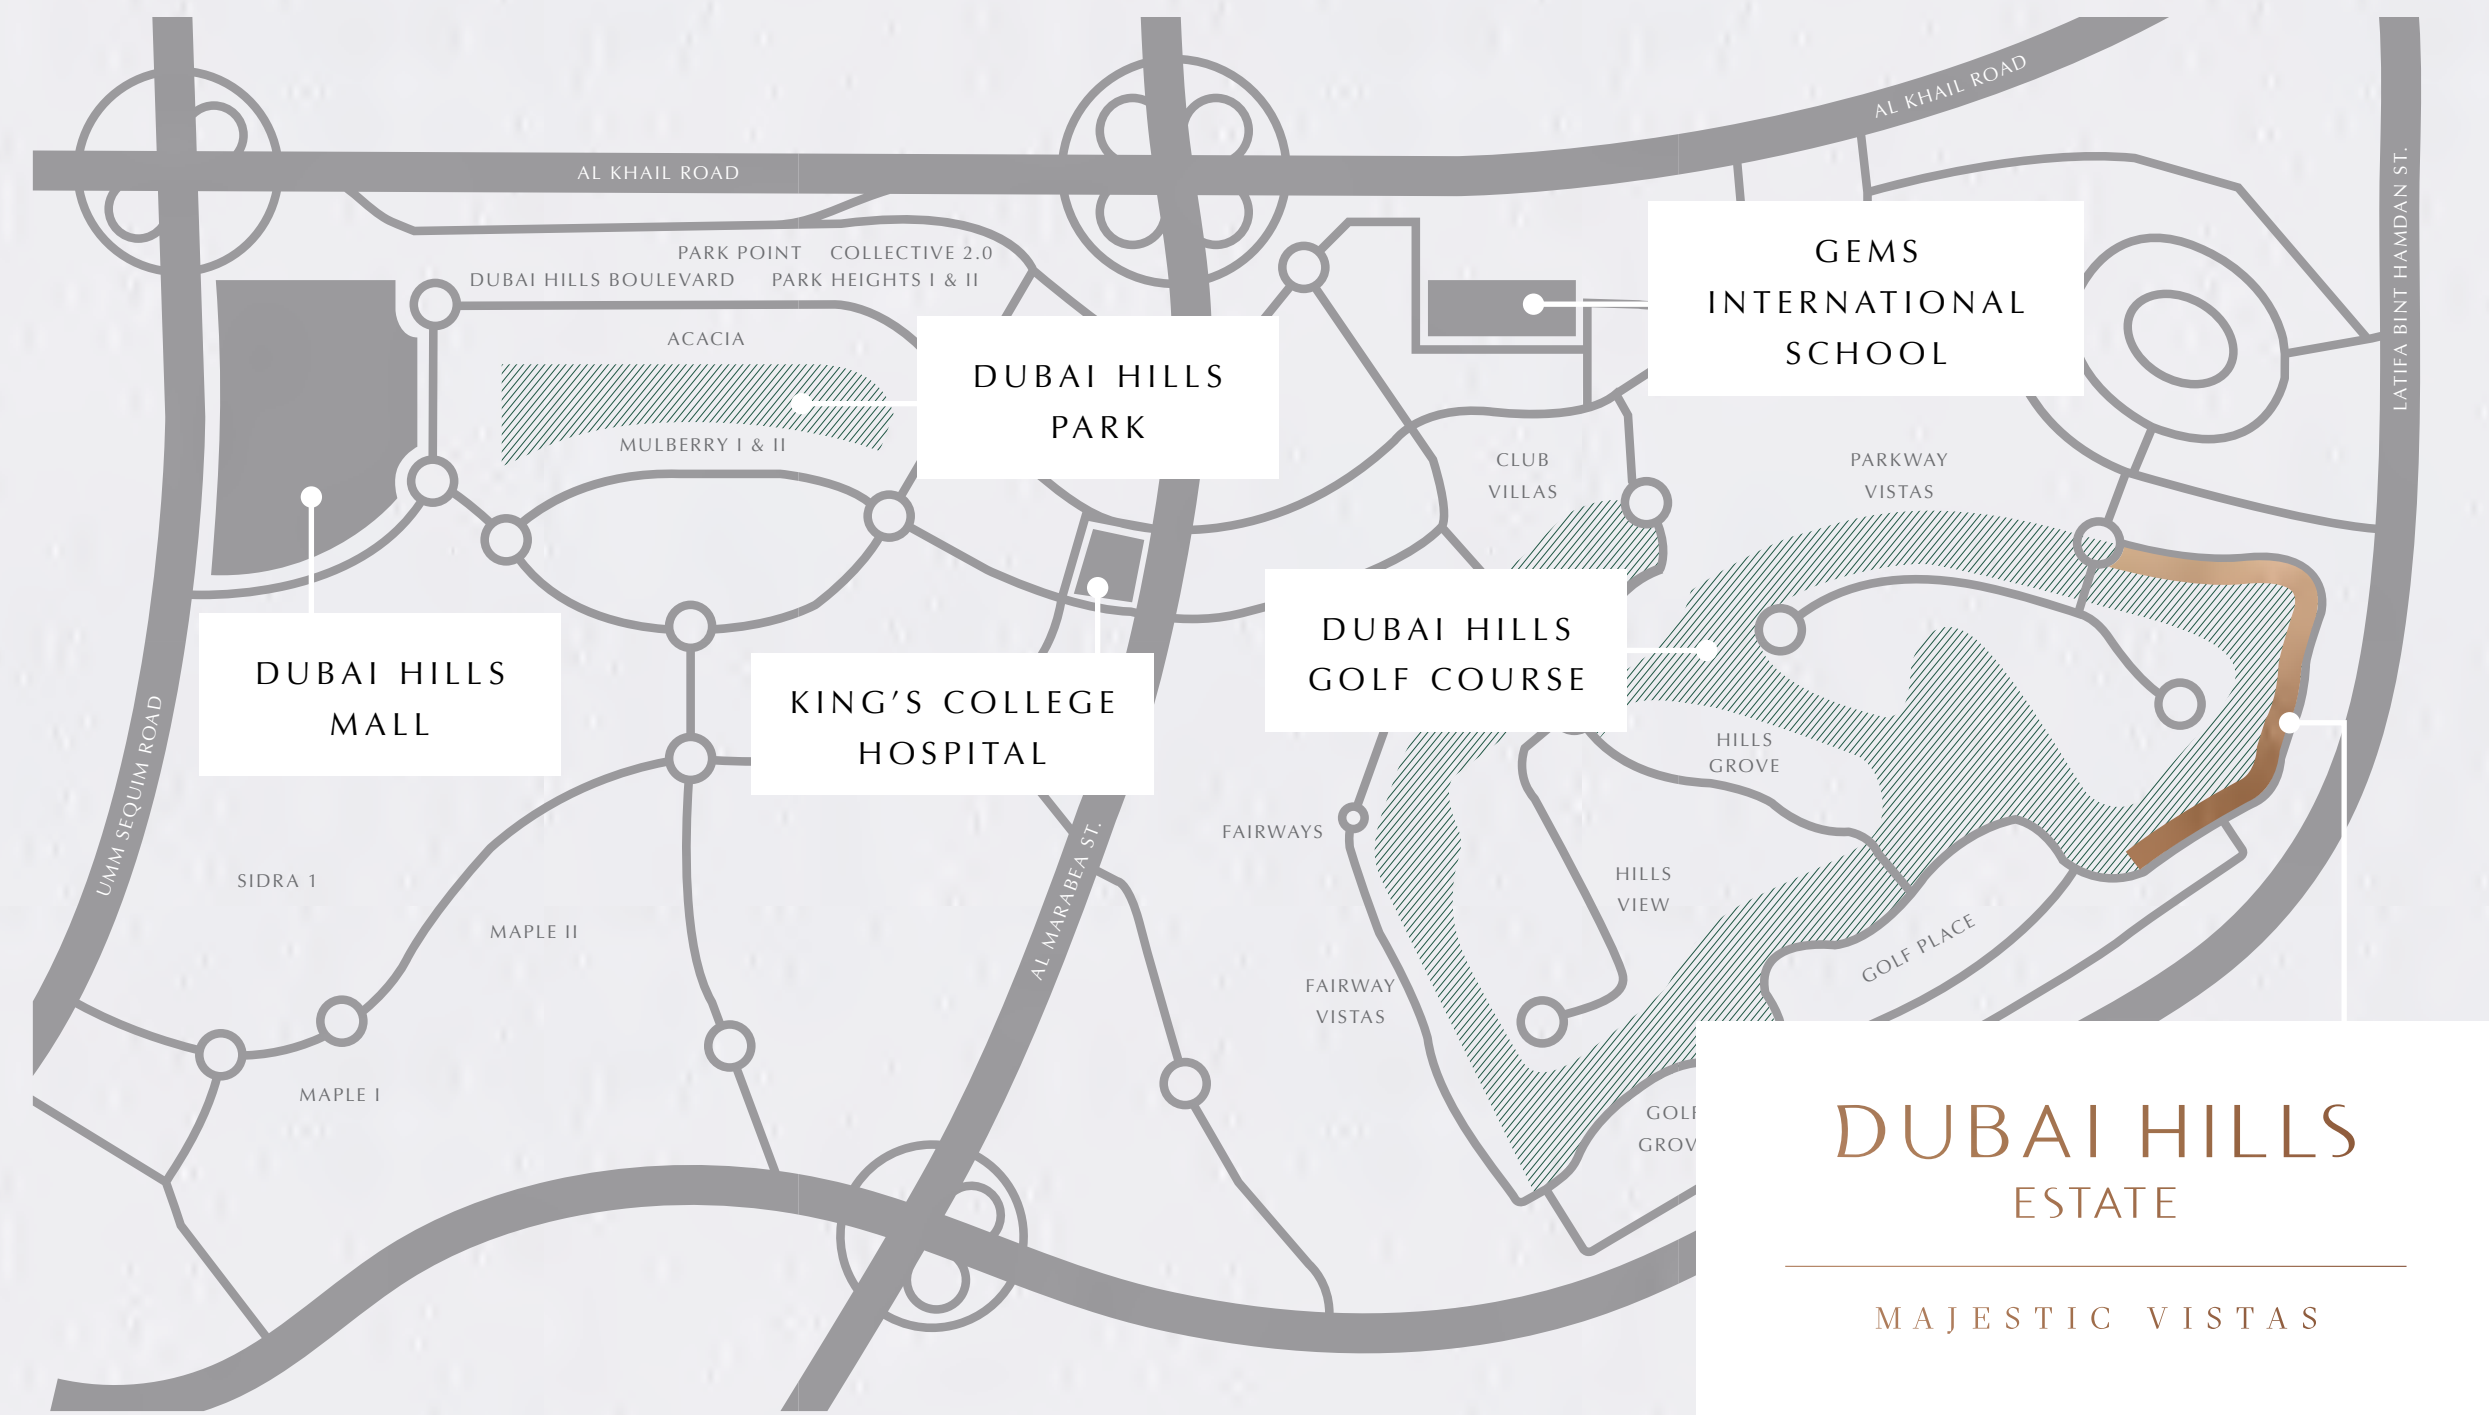 AL KHAIL ROAD
AL KHAIL ROAD
LATIFA BINT HAMDAN ST.
PARK POINT COLLECTIVE 2.0
DUBAI HILLS BOULEVARD PARK HEIGHTS I & II
ACACIA
MULBERRY I & II
DUBAI HILLS
PARK
GEMS
INTERNATIONAL
SCHOOL
CLUB
VILLAS
PARKWAY
VISTAS
DUBAI HILLS
MALL
KING’S COLLEGE
HOSPITAL
DUBAI HILLS
GOLF COURSE
HILLS
GROVE
UMM SEQUIM ROAD
AL MARABEA ST.
FAIRWAYS
SIDRA 1
MAPLE II
HILLS
VIEW
GOLF PLACE
FAIRWAY
VISTAS
MAPLE I
GOLF
GROV
DUBAI HILLS
ESTATE
MAJESTIC VISTAS